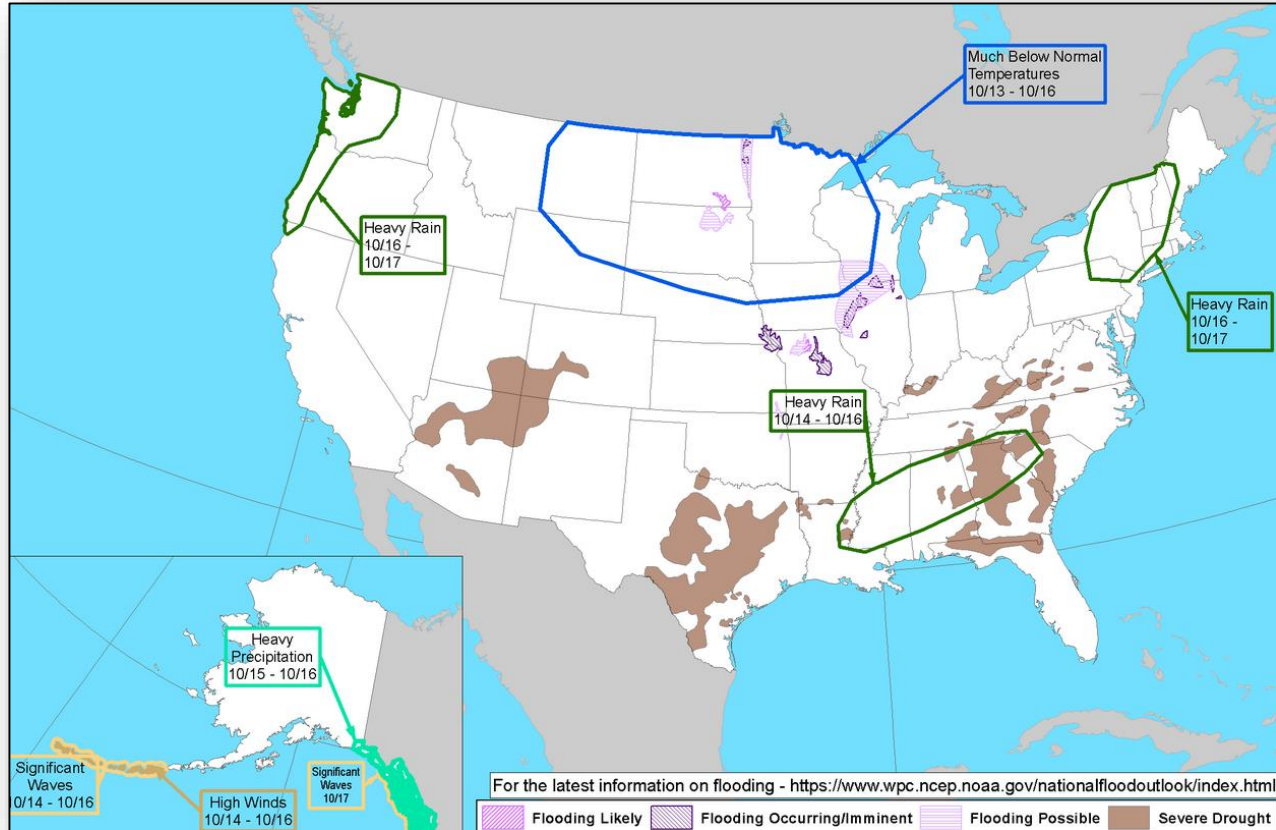 Much Below Normal
Temperatures
10/13 - 10/16
Heavy Rain
10/16 -
10/17
Heavy Rain
10/16 -
10/17
Heavy Rain
10/14 - 10/16
Heavy
Precipitation
10/15 - 10/16
Significant
Waves
10/14 - 10/16
High Winds
10/14 - 10/16
Significant
Waves
10/17
For the latest information on flooding - https://www.wpc.ncep.noaa.gov/nationalfloodoutlook/index.html
Flooding Likely
Flooding Occurring/Imminent
Flooding Possible
Severe Drought